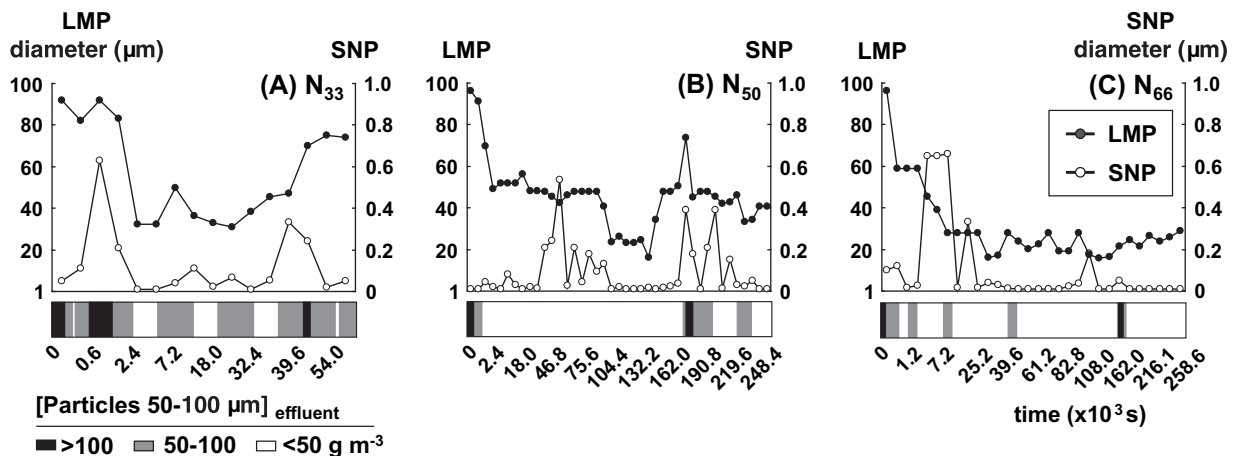 LMP
diameter (µm)
SNP
(A) N33
100
80
60
40
20
1
1.0
0.8
0.6
0.4
0.2
0
0 0.6 2.4 7.2 18.0 32.4 39.6 54.0
LMP
SNP
(B) N50
100
80
60
40
20
1
1.0
0.8
0.6
0.4
0.2
0
0 2.4 18.0 46.8 75.6 104.4 132.2 162.0 190.8 219.6 248.4
LMP
SNP
diameter (µm)
(C) N66
100
80
60
40
20
1
1.0
0.8
0.6
0.4
0.2
0
LMP
SNP
0 1.2 7.2 25.2 39.6 61.2 82.8 108.0 162.0 216.1 258.6
time (x10³ s)
[Particles 50-100 µm] effluent
>100 50-100 <50 g m-3